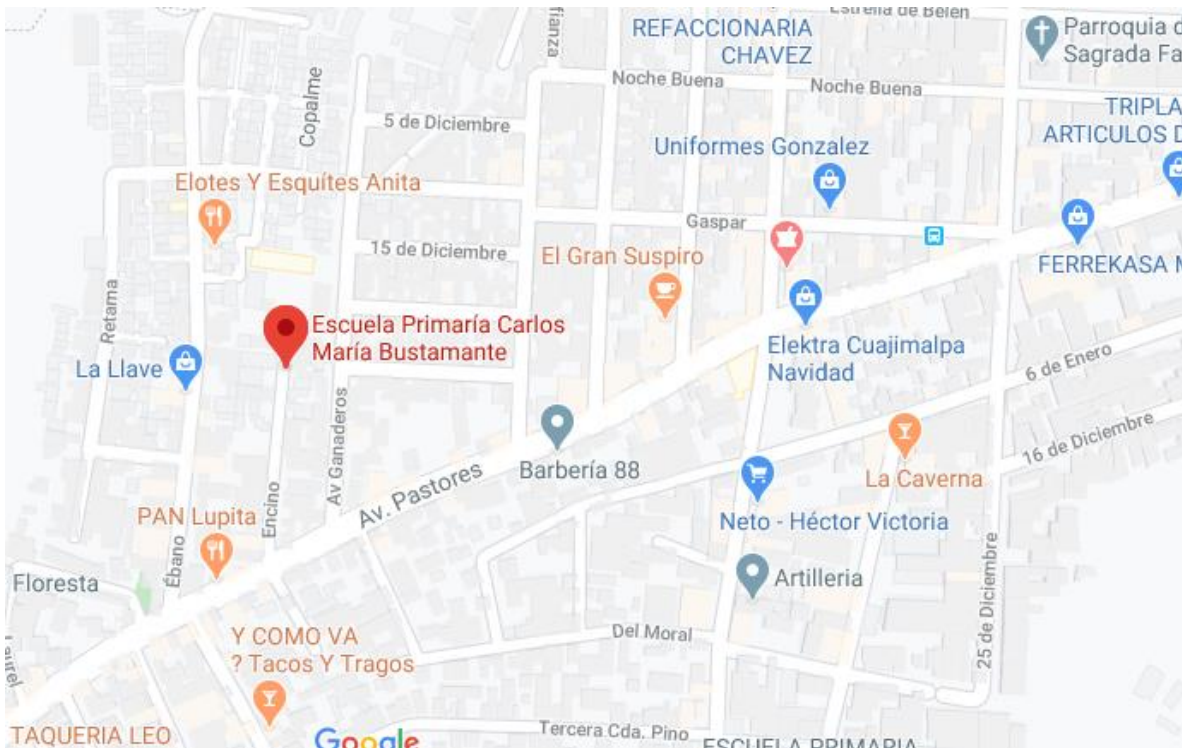 Estrella de Belén
REFACCIONARIA
CHAVEZ
Parroquia d
Sagrada Fa
fianza
Noche Buena
Noche Buena
Copalme
5 de Diciembre
TRIPLA
ARTICULOS D
Uniformes Gonzalez
Elotes Y Esquítes Anita
Gaspar
15 de Diciembre
El Gran Suspiro
FERREKASA M
Retama
Escuela Primaría Carlos
María Bustamante
La Llave
Elektra Cuajimalpa
Navidad
6 de Enero
Av Ganaderos
Barbería 88
16 de Diciembre
La Caverna
Av. Pastores
Encino
PAN Lupita
Neto - Héctor Victoria
Ébano
Floresta
Artilleria
25 de Diciembre
Del Moral
Y COMO VA
? Tacos Y Tragos
TAQUERIA LEO
Google
Tercera Cda. Pino
ESCUELA PRIMARIA